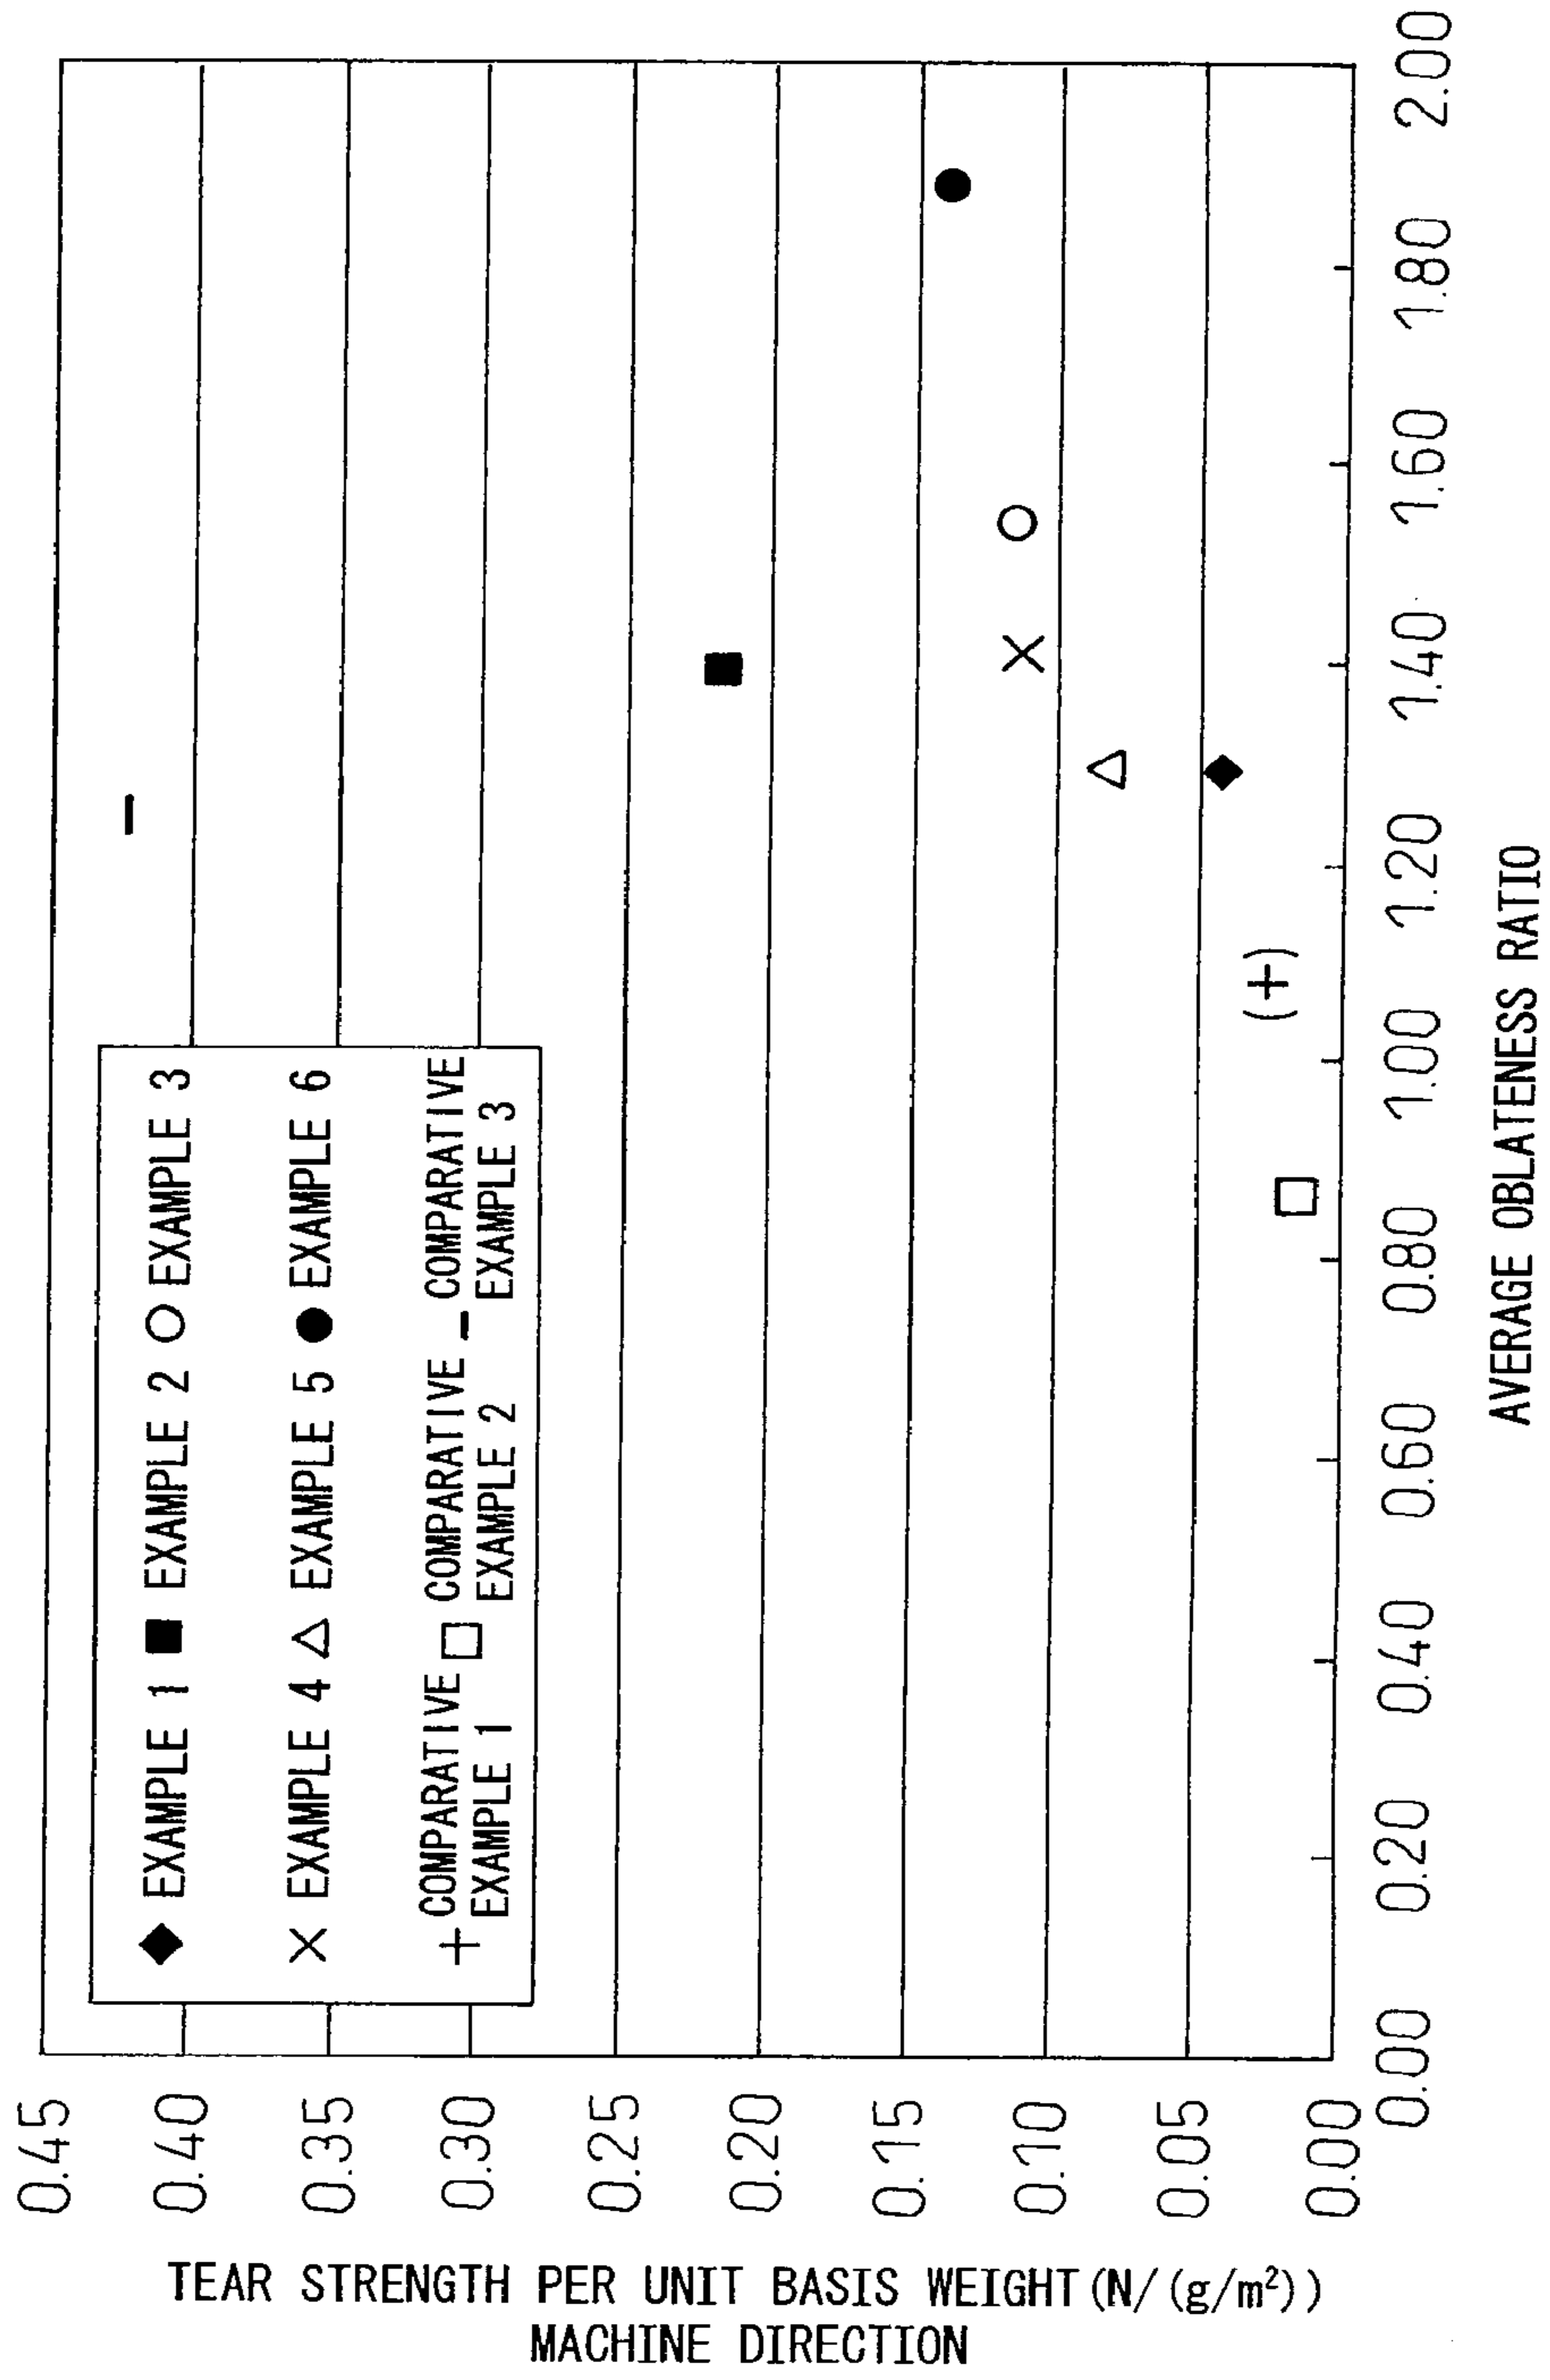 TEAR STRENGTH PER UNIT BASIS WEIGHT(N/(g/m²))
MACHINE DIRECTION
0.45
0.40
0.35
0.30
0.25
0.20
0.15
0.10
0.05
0.00
◆ EXAMPLE 1 ■ EXAMPLE 2 ○ EXAMPLE 3
× EXAMPLE 4 △ EXAMPLE 5 ● EXAMPLE 6
+ COMPARATIVE □ COMPARATIVE – COMPARATIVE
EXAMPLE 1 EXAMPLE 2 EXAMPLE 3
(+)
0.00 0.20 0.40 0.60 0.80 1.00 1.20 1.40 1.60 1.80 2.00
AVERAGE OBLATENESS RATIO